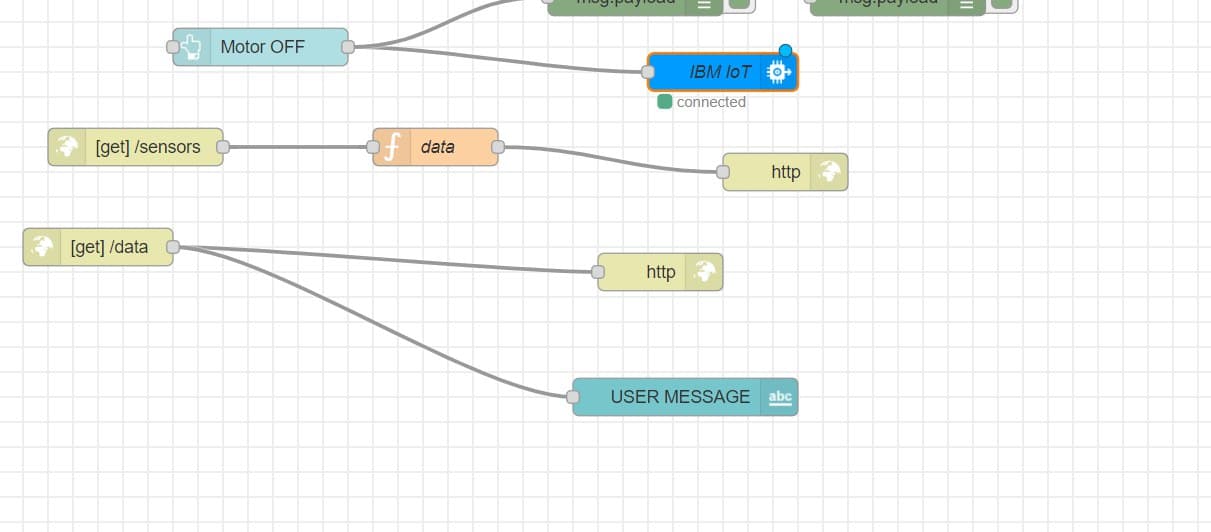 msg.payload
msg.payload
Motor OFF
IBM IoT
connected
[get] /sensors
f
data
http
[get] /data
http
USER MESSAGE
abc